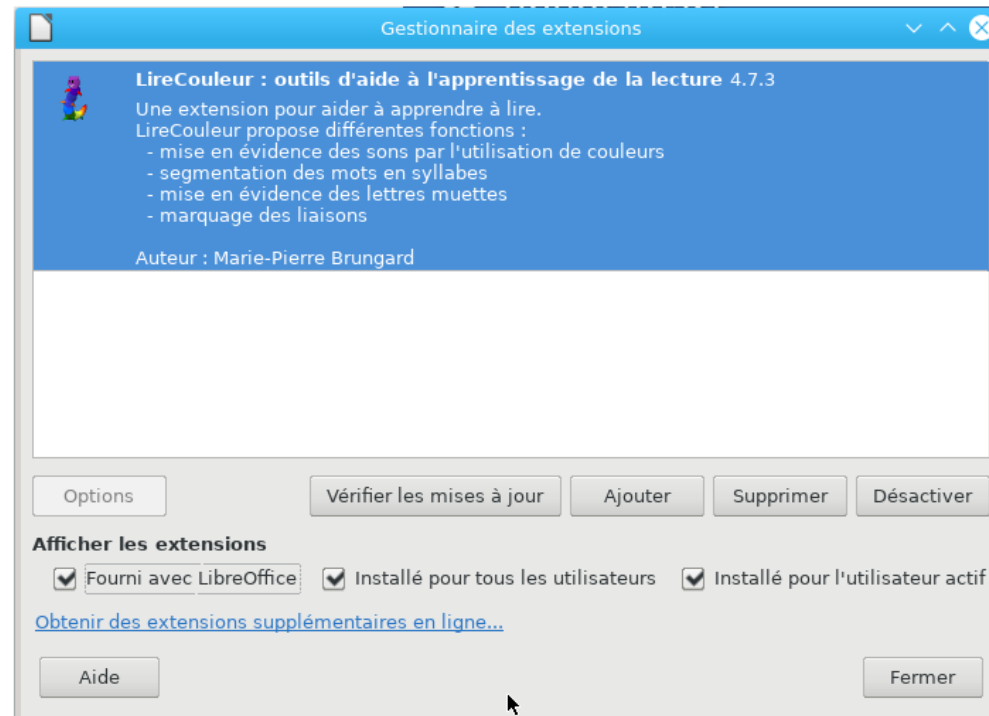 Gestionnaire des extensions
LireCouleur : outils d'aide à l'apprentissage de la lecture 4.7.3
Une extension pour aider à apprendre à lire.
LireCouleur propose différentes fonctions :
- mise en évidence des sons par l'utilisation de couleurs
- segmentation des mots en syllabes
- mise en évidence des lettres muettes
- marquage des liaisons
Auteur : Marie-Pierre Brungard
Options Vérifier les mises à jour Ajouter Supprimer Désactiver
Afficher les extensions
Fourni avec LibreOffice Installé pour tous les utilisateurs Installé pour l'utilisateur actif
Obtenir des extensions supplémentaires en ligne...
Aide Fermer